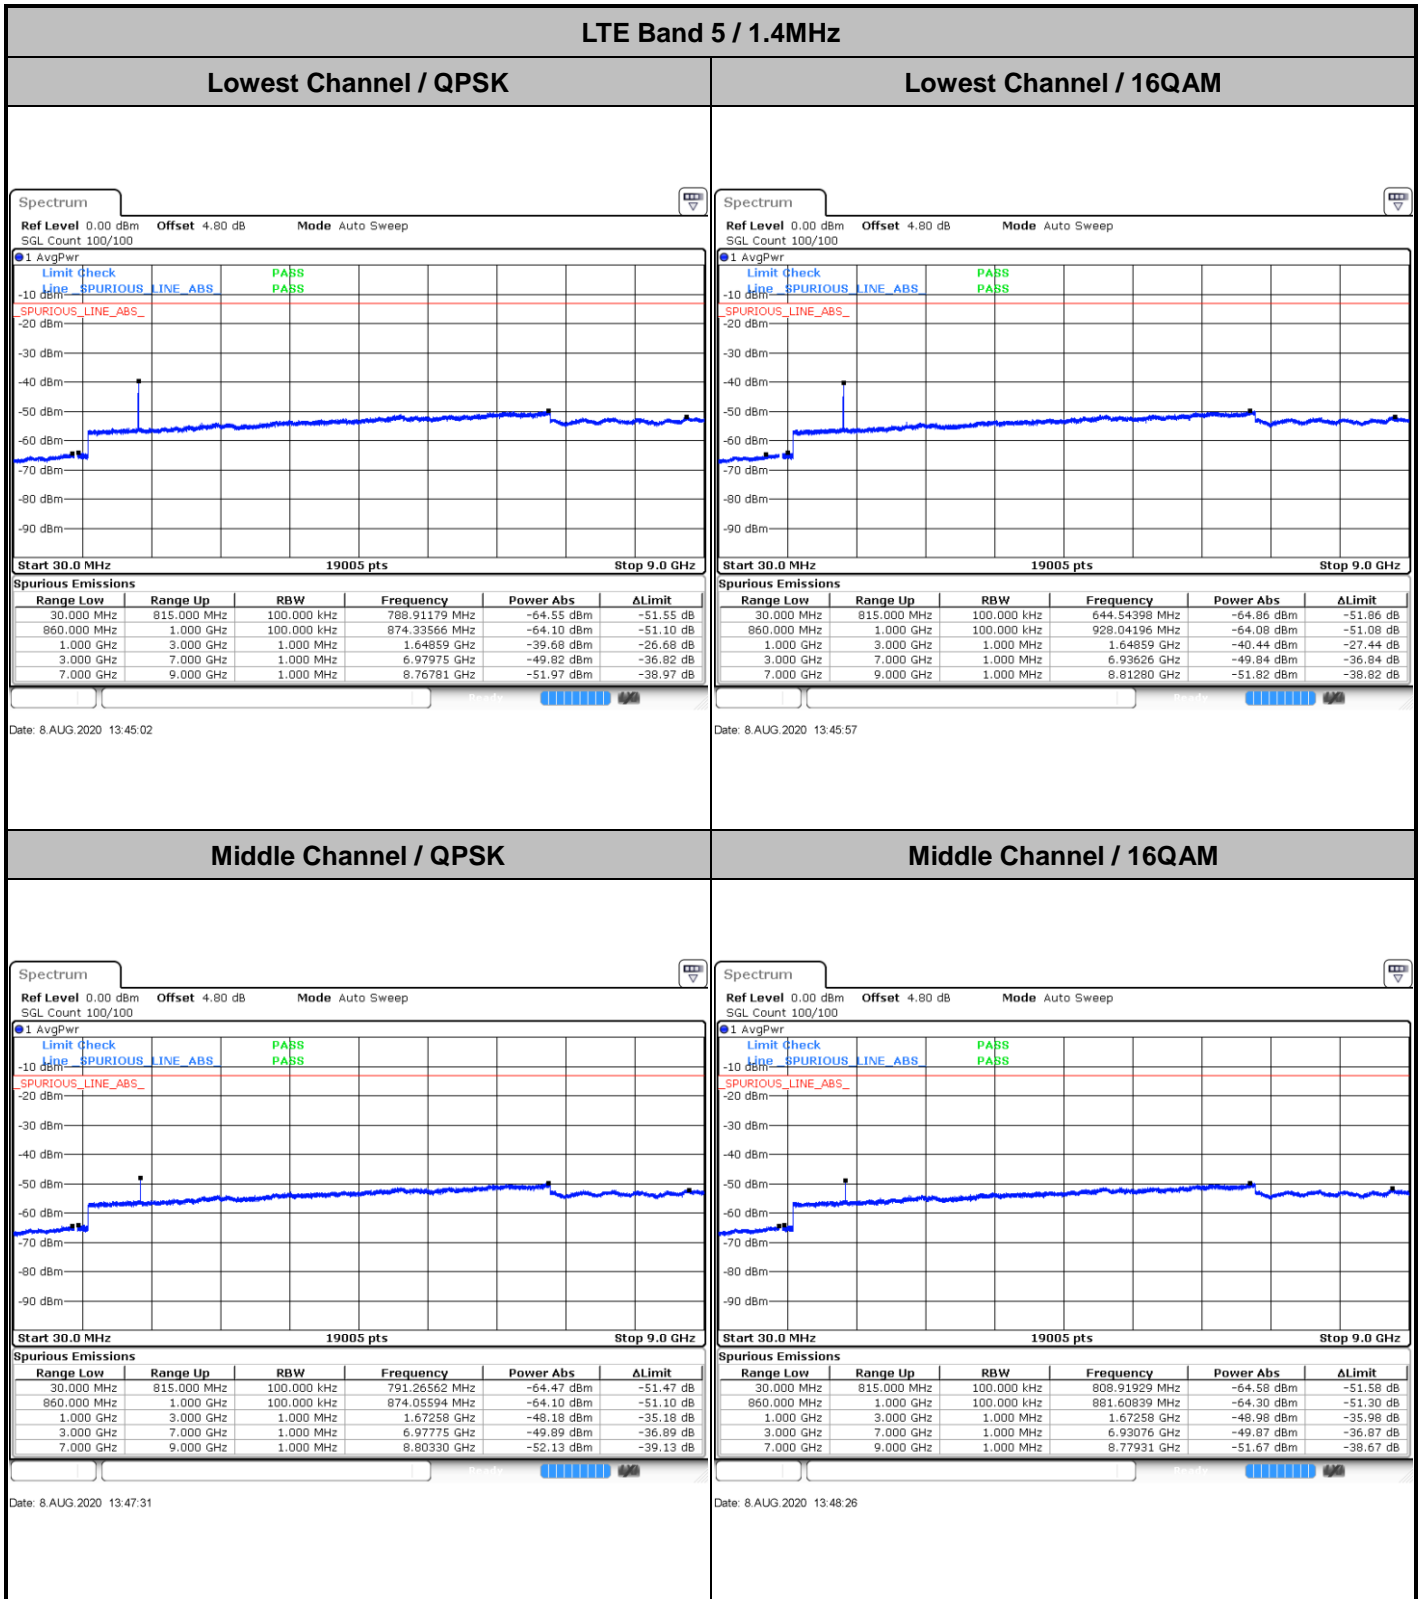 LTE Band 5 / 1.4MHz
Lowest Channel / QPSK
Lowest Channel / 16QAM
Spectrum
Ref Level 0.00 dBm Offset 4.80 dB Mode Auto Sweep
SGL Count 100/100
1 AvgPwr
Limit Check PASS
Line _SPURIOUS_LINE_ABS_ PASS
-10 dBm
_SPURIOUS_LINE_ABS_
-20 dBm
-30 dBm
-40 dBm
-50 dBm
-60 dBm
-70 dBm
-80 dBm
-90 dBm
Start 30.0 MHz 19005 pts Stop 9.0 GHz
Spurious Emissions
Range Low Range Up RBW Frequency Power Abs ΔLimit
30.000 MHz 815.000 MHz 100.000 kHz 788.91179 MHz -64.55 dBm -51.55 dB
860.000 MHz 1.000 GHz 100.000 kHz 874.33566 MHz -64.10 dBm -51.10 dB
1.000 GHz 3.000 GHz 1.000 MHz 1.64859 GHz -39.68 dBm -26.68 dB
3.000 GHz 7.000 GHz 1.000 MHz 6.97975 GHz -49.82 dBm -36.82 dB
7.000 GHz 9.000 GHz 1.000 MHz 8.76781 GHz -51.97 dBm -38.97 dB
Ready
Date: 8.AUG.2020 13:45:02
Spectrum
Ref Level 0.00 dBm Offset 4.80 dB Mode Auto Sweep
SGL Count 100/100
1 AvgPwr
Limit Check PASS
Line _SPURIOUS_LINE_ABS_ PASS
-10 dBm
_SPURIOUS_LINE_ABS_
-20 dBm
-30 dBm
-40 dBm
-50 dBm
-60 dBm
-70 dBm
-80 dBm
-90 dBm
Start 30.0 MHz 19005 pts Stop 9.0 GHz
Spurious Emissions
Range Low Range Up RBW Frequency Power Abs ΔLimit
30.000 MHz 815.000 MHz 100.000 kHz 644.54398 MHz -64.86 dBm -51.86 dB
860.000 MHz 1.000 GHz 100.000 kHz 928.04196 MHz -64.08 dBm -51.08 dB
1.000 GHz 3.000 GHz 1.000 MHz 1.64859 GHz -40.44 dBm -27.44 dB
3.000 GHz 7.000 GHz 1.000 MHz 6.93626 GHz -49.84 dBm -36.84 dB
7.000 GHz 9.000 GHz 1.000 MHz 8.81280 GHz -51.82 dBm -38.82 dB
Ready
Date: 8.AUG.2020 13:45:57
Middle Channel / QPSK
Middle Channel / 16QAM
Spectrum
Ref Level 0.00 dBm Offset 4.80 dB Mode Auto Sweep
SGL Count 100/100
1 AvgPwr
Limit Check PASS
Line _SPURIOUS_LINE_ABS_ PASS
-10 dBm
_SPURIOUS_LINE_ABS_
-20 dBm
-30 dBm
-40 dBm
-50 dBm
-60 dBm
-70 dBm
-80 dBm
-90 dBm
Start 30.0 MHz 19005 pts Stop 9.0 GHz
Spurious Emissions
Range Low Range Up RBW Frequency Power Abs ΔLimit
30.000 MHz 815.000 MHz 100.000 kHz 791.26562 MHz -64.47 dBm -51.47 dB
860.000 MHz 1.000 GHz 100.000 kHz 874.05594 MHz -64.10 dBm -51.10 dB
1.000 GHz 3.000 GHz 1.000 MHz 1.67258 GHz -48.18 dBm -35.18 dB
3.000 GHz 7.000 GHz 1.000 MHz 6.97775 GHz -49.89 dBm -36.89 dB
7.000 GHz 9.000 GHz 1.000 MHz 8.80330 GHz -52.13 dBm -39.13 dB
Ready
Date: 8.AUG.2020 13:47:31
Spectrum
Ref Level 0.00 dBm Offset 4.80 dB Mode Auto Sweep
SGL Count 100/100
1 AvgPwr
Limit Check PASS
Line _SPURIOUS_LINE_ABS_ PASS
-10 dBm
_SPURIOUS_LINE_ABS_
-20 dBm
-30 dBm
-40 dBm
-50 dBm
-60 dBm
-70 dBm
-80 dBm
-90 dBm
Start 30.0 MHz 19005 pts Stop 9.0 GHz
Spurious Emissions
Range Low Range Up RBW Frequency Power Abs ΔLimit
30.000 MHz 815.000 MHz 100.000 kHz 808.91929 MHz -64.58 dBm -51.58 dB
860.000 MHz 1.000 GHz 100.000 kHz 881.60839 MHz -64.30 dBm -51.30 dB
1.000 GHz 3.000 GHz 1.000 MHz 1.67258 GHz -48.98 dBm -35.98 dB
3.000 GHz 7.000 GHz 1.000 MHz 6.93076 GHz -49.87 dBm -36.87 dB
7.000 GHz 9.000 GHz 1.000 MHz 8.77931 GHz -51.67 dBm -38.67 dB
Ready
Date: 8.AUG.2020 13:48:26